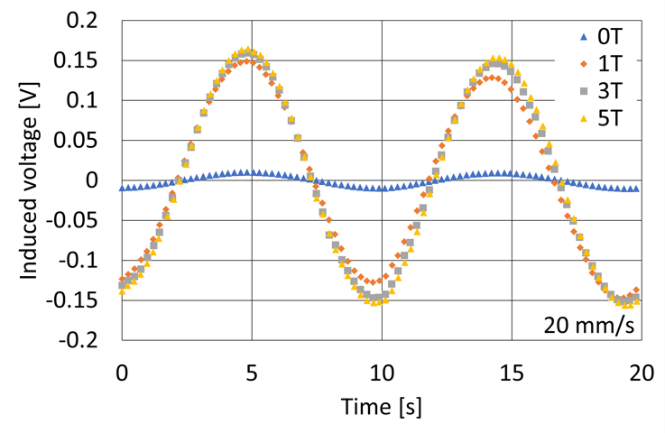 0.2
0.15
0.1
0.05
0
-0.05
-0.1
-0.15
-0.2
Induced voltage [V]
0T
1T
3T
5T
20 mm/s
0 5 10 15 20
Time [s]